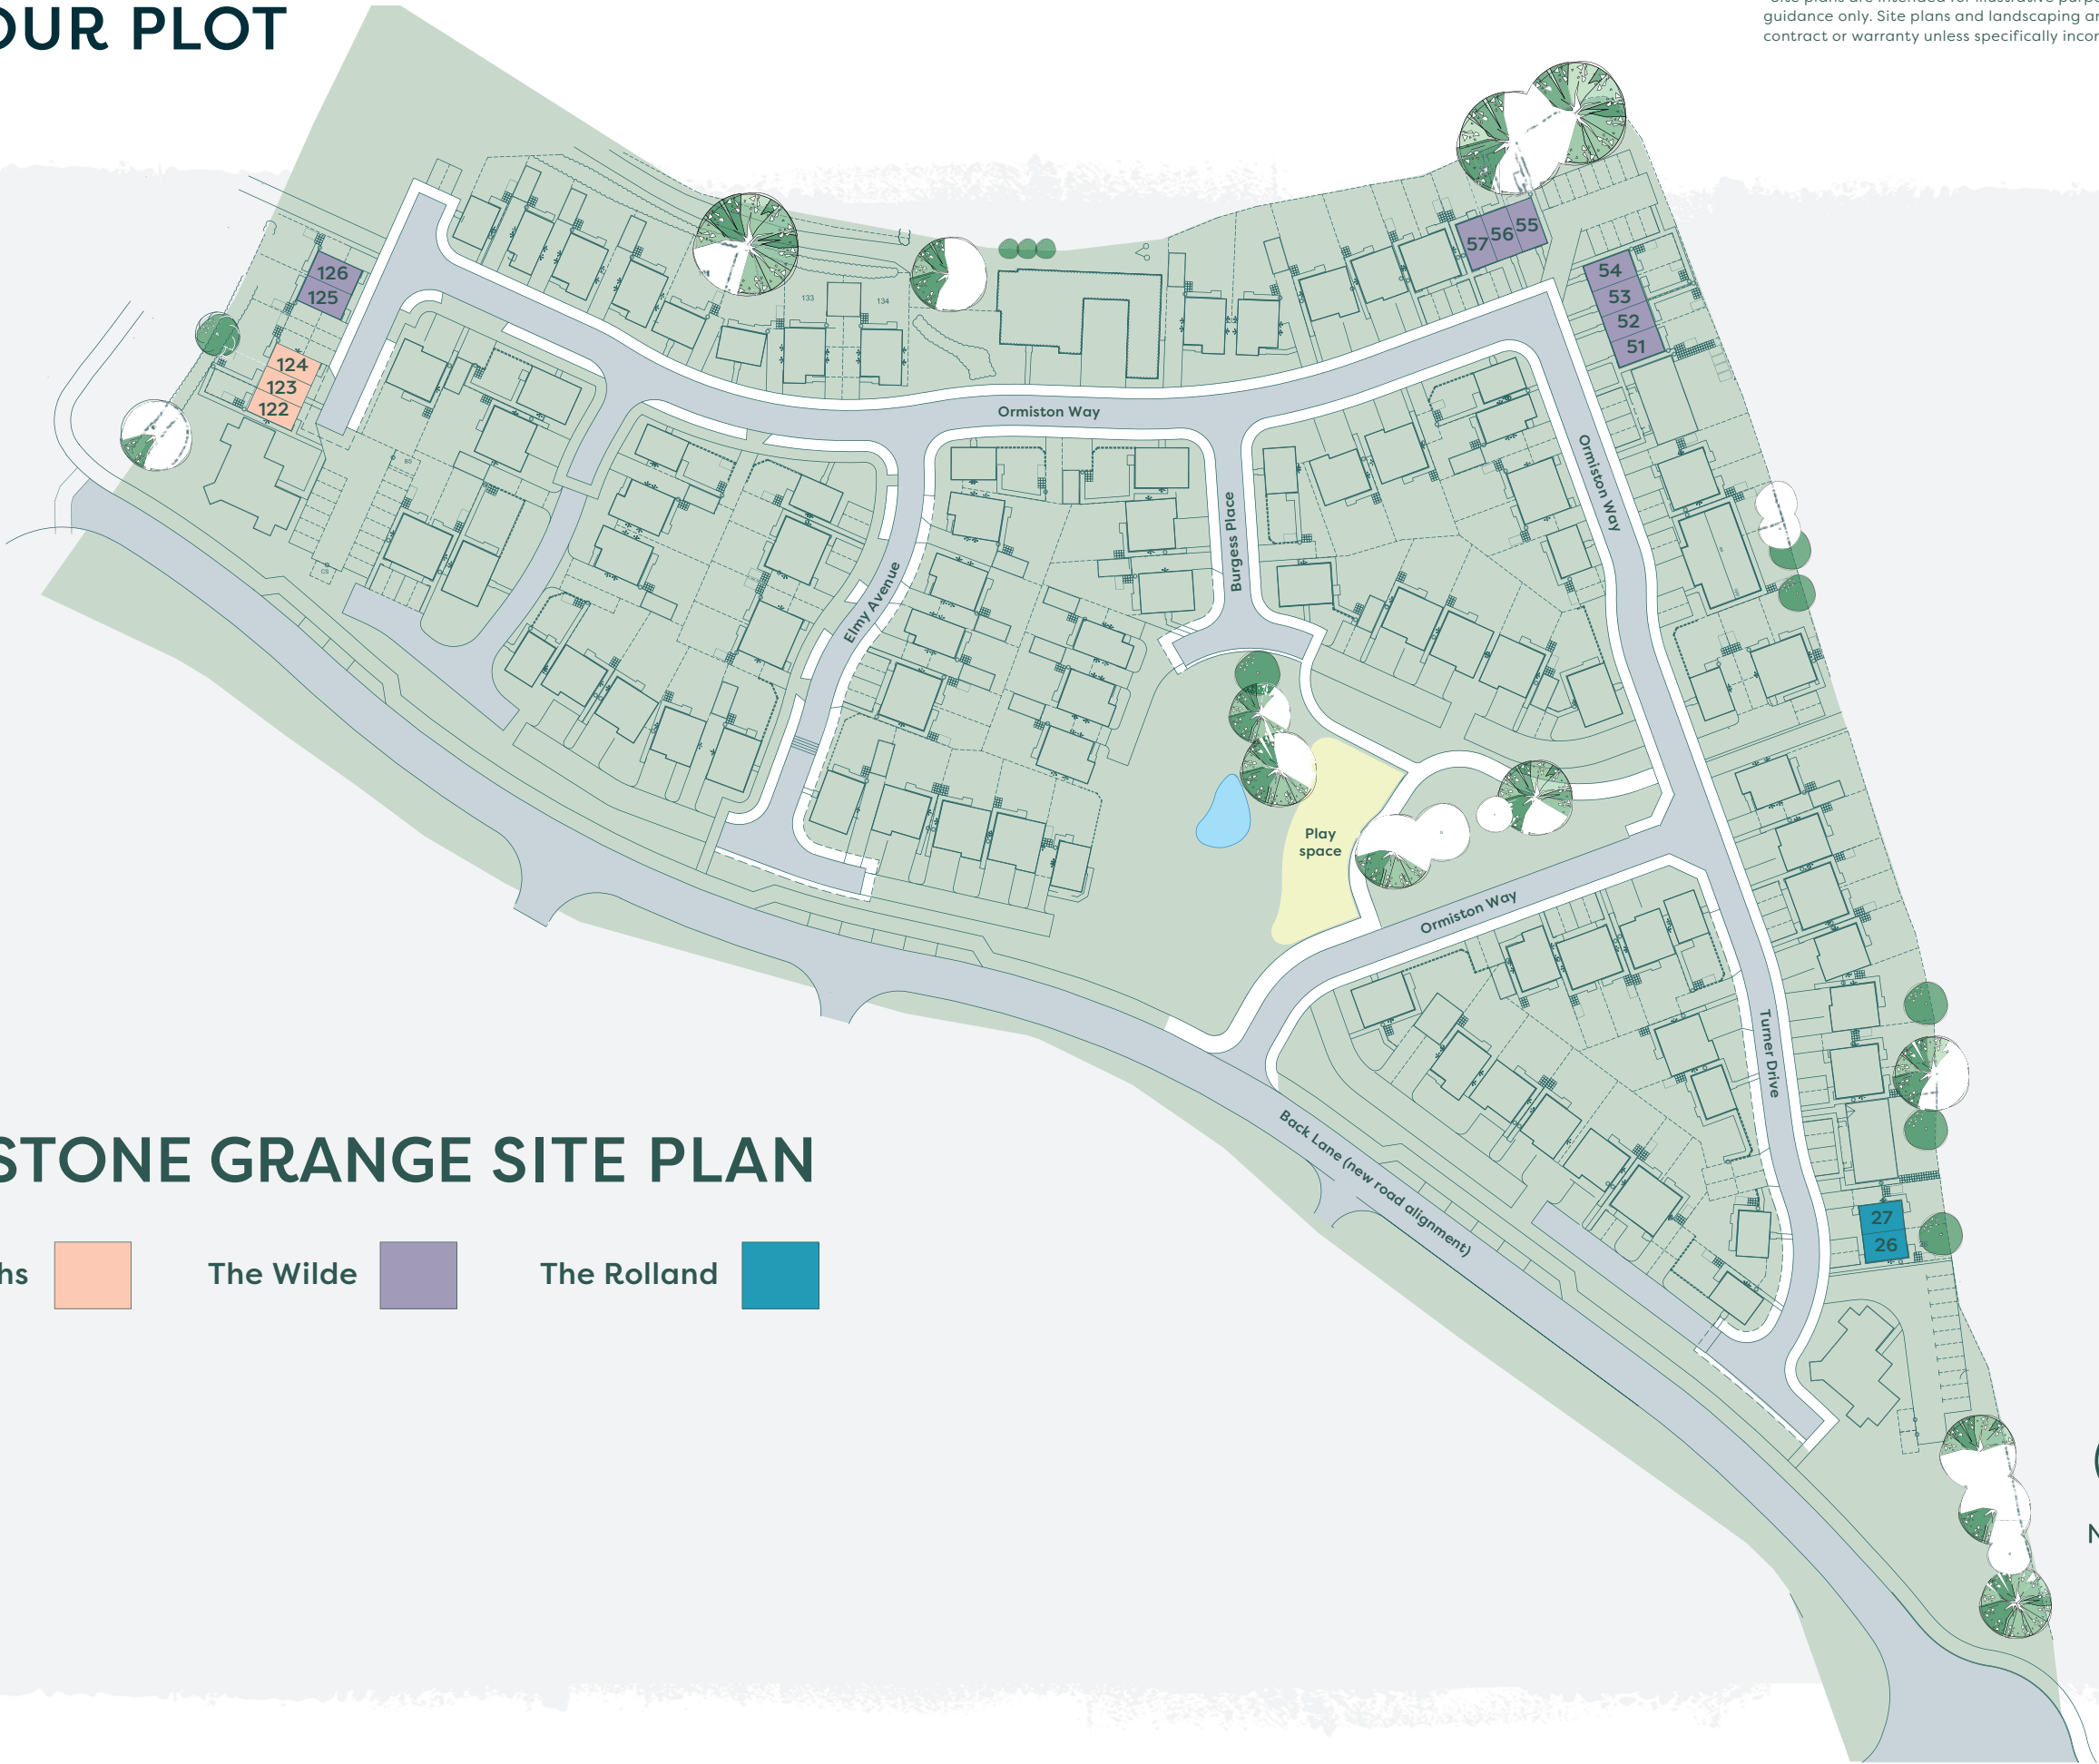 OUR PLOT
guidance only. Site plans and landscaping
contract or warranty unless specifically
57 56 55
54
53
52
51
126
125
124
123
122
133
134
Ormiston Way
Ormiston Way
Burgess Place
Elmy Avenue
Play
space
Ormiston Way
Turner Drive
Back Lane (new road alignment)
27
26
STONE GRANGE SITE PLAN
hs
The Wilde
The Rolland
N